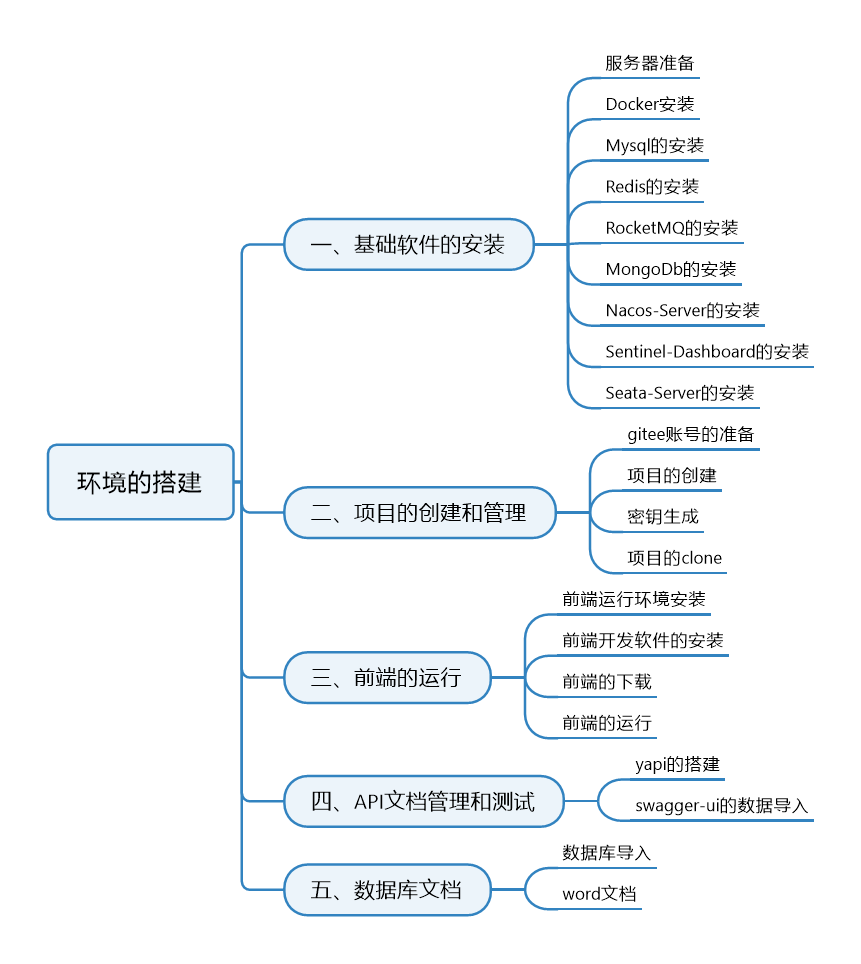 环境的搭建
一、基础软件的安装
服务器准备
Docker安装
Mysql的安装
Redis的安装
RocketMQ的安装
MongoDb的安装
Nacos-Server的安装
Sentinel-Dashboard的安装
Seata-Server的安装
二、项目的创建和管理
gitee账号的准备
项目的创建
密钥生成
项目的clone
三、前端的运行
前端运行环境安装
前端开发软件的安装
前端的下载
前端的运行
四、API文档管理和测试
yapi的搭建
swagger-ui的数据导入
五、数据库文档
数据库导入
word文档